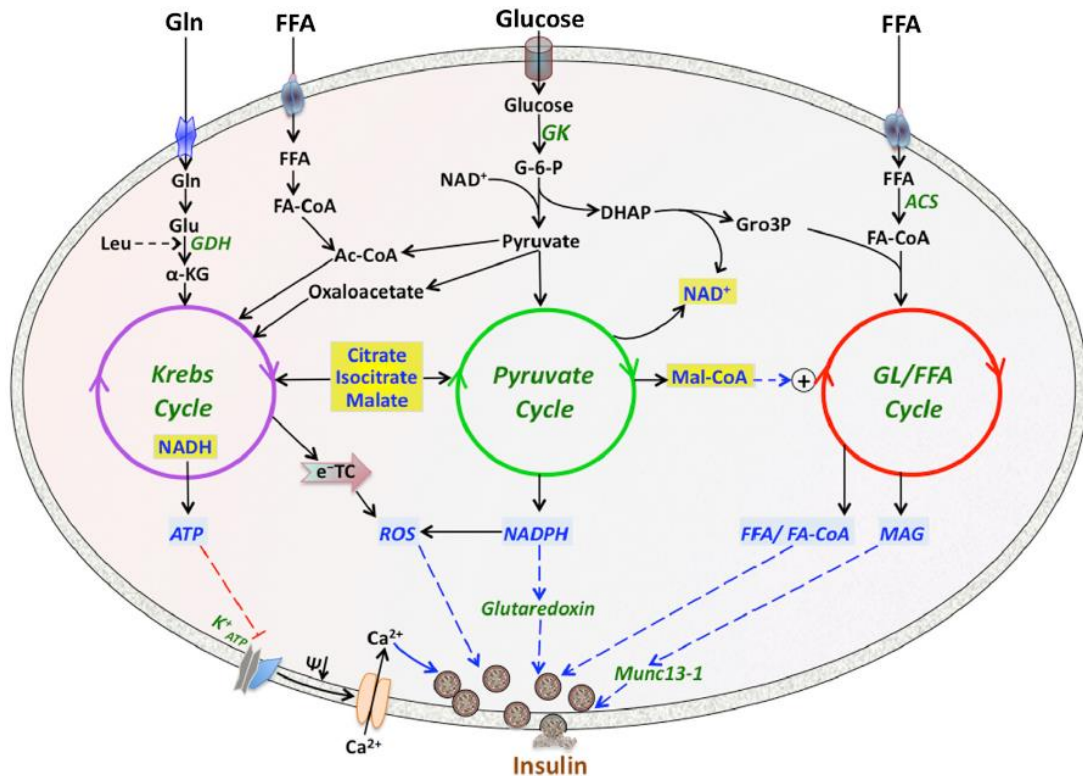 Gln
FFA
Glucose
FFA
Glucose
GK
FFA
G-6-P
FFA
Gln
NAD⁺
ACS
FA-CoA
DHAP
Gro3P
Glu
Leu
GDH
Ac-CoA
Pyruvate
FA-CoA
α-KG
Oxaloacetate
NAD⁺
Krebs
Cycle
NADH
Citrate
Isocitrate
Malate
Pyruvate
Cycle
Mal-CoA
+
GL/FFA
Cycle
e⁻TC
ATP
ROS
NADPH
FFA/ FA-CoA
MAG
Glutaredoxin
K⁺ATP
Ca²⁺
Ψ↓
Munc13-1
Ca²⁺
Insulin